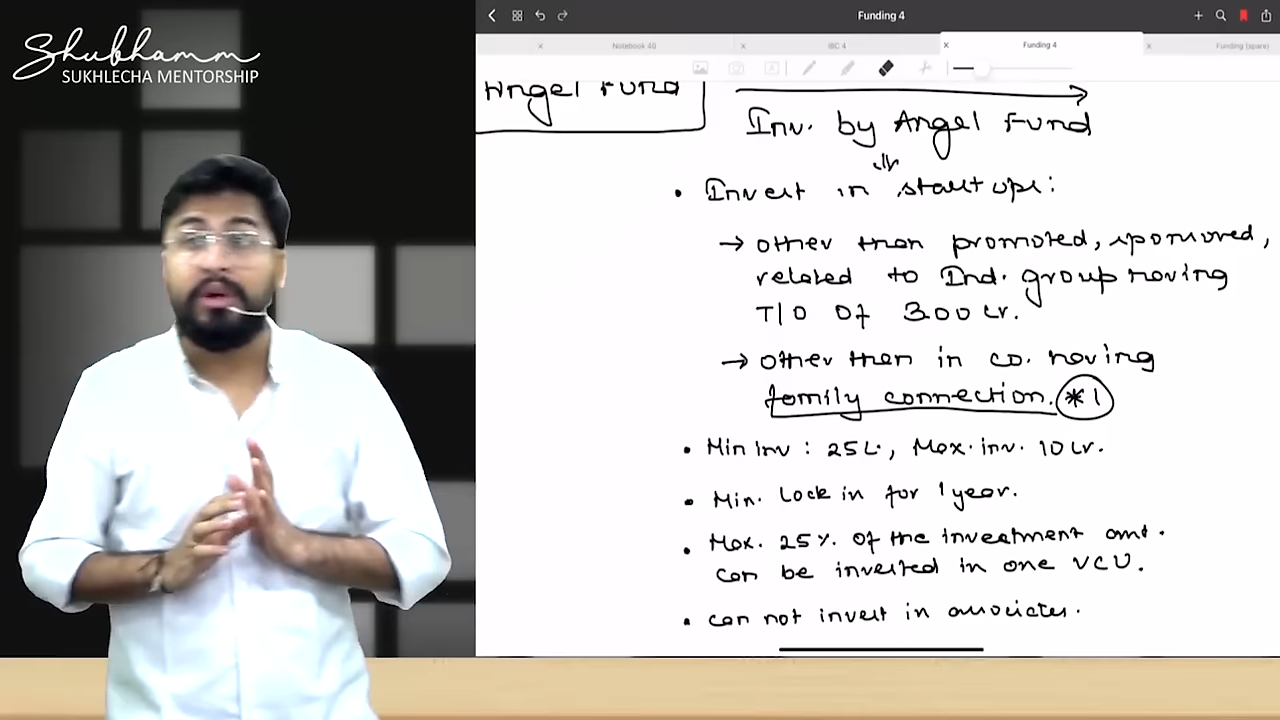 Shubhamm
SUKHLECHA MENTORSHIP
Funding 4
Notebook 40
IBC 4
Funding 4
Funding (spare)
Angel Fund
Inv. by Angel Fund
• Invest in startups:
→ other than promoted, sponsored,
related to Ind. group having
T/O Of 300 cr.
→ other than in co. having
family connection. *1
• Min Inv : 25L., Max. inv. 10 cr.
• Min. Lock in for 1 year.
• Max. 25%. of the investment amt.
can be invested in one VCU.
• can not invest in associates.